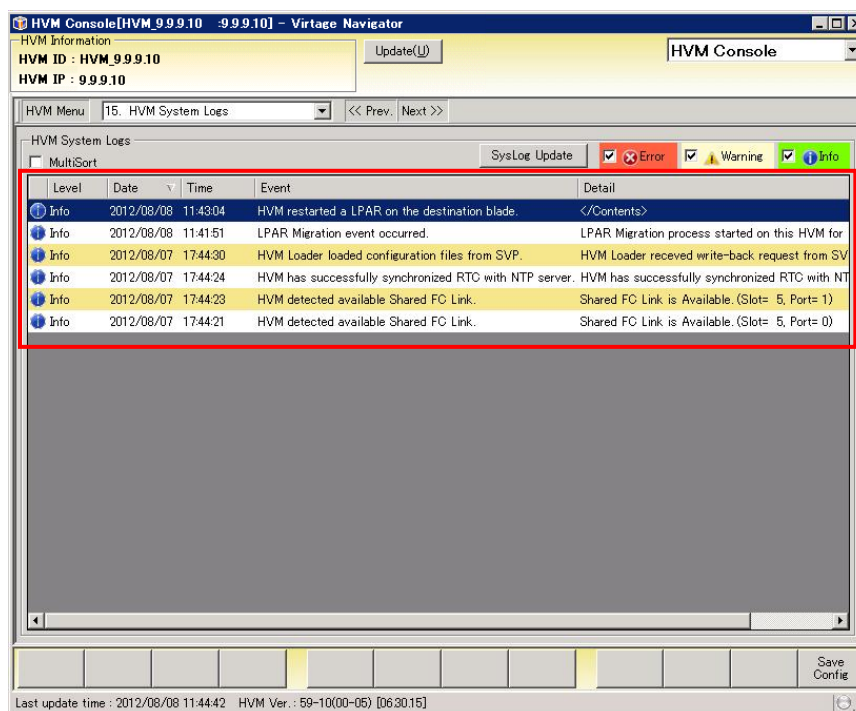 HVM Console[HVM_9.9.9.10 :9.9.9.10] - Virtage Navigator
HVM Information
HVM ID : HVM_9.9.9.10
HVM IP : 9.9.9.10
Update(U)
HVM Console
HVM Menu 15. HVM System Logs << Prev. Next >>
HVM System Logs
MultiSort
SysLog Update Error Warning Info
Level Date Time Event Detail
Info 2012/08/08 11:43:04 HVM restarted a LPAR on the destination blade. </Contents>
Info 2012/08/08 11:41:51 LPAR Migration event occurred. LPAR Migration process started on this HVM for
Info 2012/08/07 17:44:30 HVM Loader loaded configuration files from SVP. HVM Loader receved write-back request from SV
Info 2012/08/07 17:44:24 HVM has successfully synchronized RTC with NTP server. HVM has successfully synchronized RTC with NT
Info 2012/08/07 17:44:23 HVM detected available Shared FC Link. Shared FC Link is Available.(Slot= 5, Port= 1)
Info 2012/08/07 17:44:21 HVM detected available Shared FC Link. Shared FC Link is Available.(Slot= 5, Port= 0)
Save
Config
Last update time : 2012/08/08 11:44:42 HVM Ver.: 59-10(00-05) [063015]